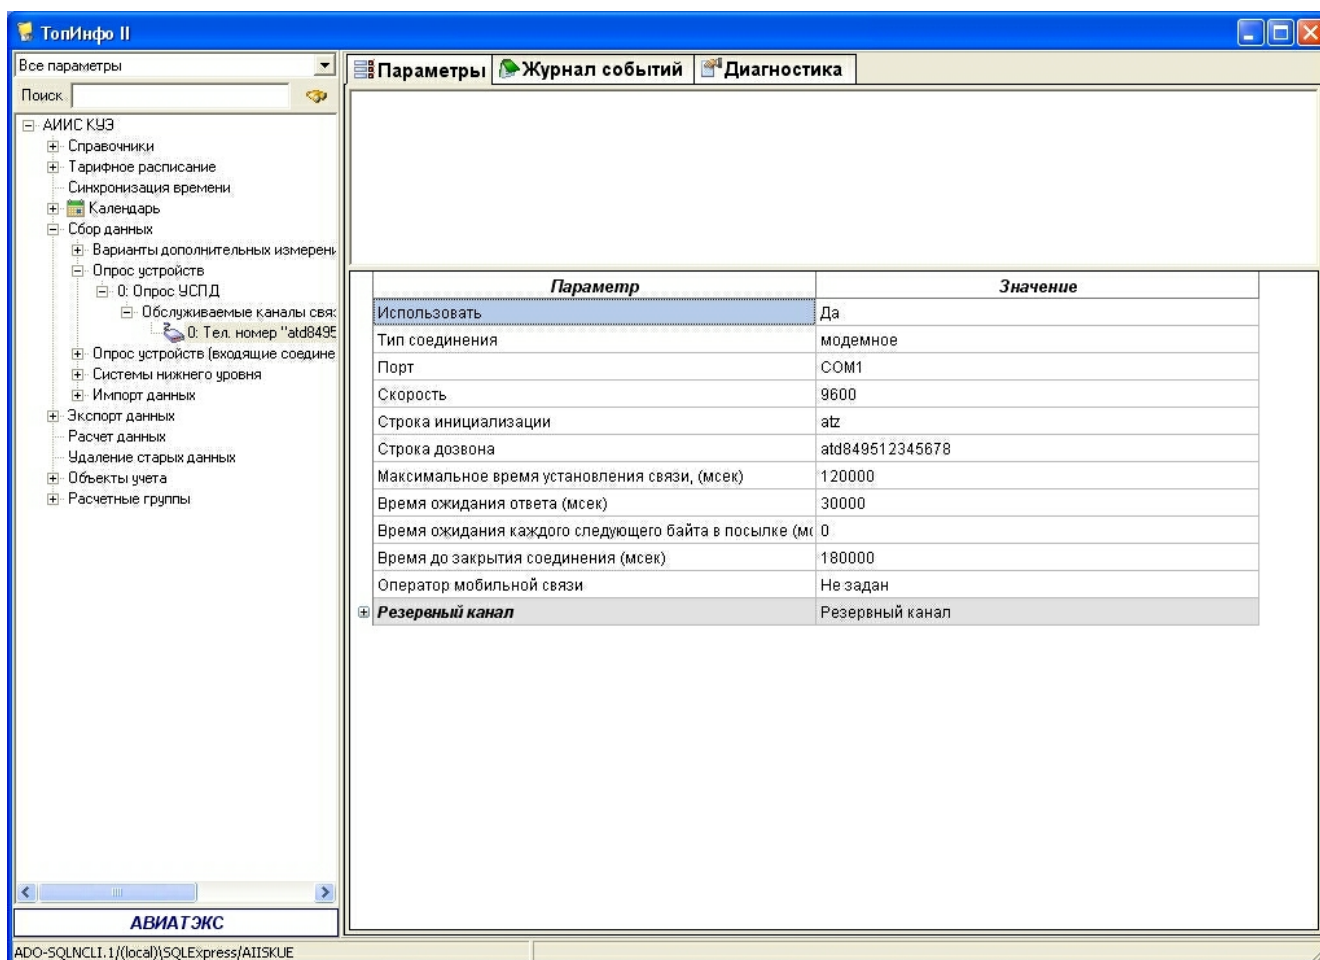 ТопИнфо II
Все параметры
Поиск
АИИС КУЭ
Справочники
Тарифное расписание
Синхронизация времени
Календарь
Сбор данных
Варианты дополнительных
Опрос устройств
0: Опрос УСПД
Обслуживаемые каналы
0: Тел. номер "atd8495
Опрос устройств (входящие
Системы нижнего уровня
Импорт данных
Экспорт данных
Расчет данных
Удаление старых данных
Объекты учета
Расчетные группы
АВИАТЭКС
ADO-SQLNCLI.1/(local)\SQLExpress/AIISKUE
Параметры Журнал событий Диагностика
Параметр Значение
Использовать Да
Тип соединения модемное
Порт COM1
Скорость 9600
Строка инициализации atz
Строка дозвона atd849512345678
Максимальное время установления связи, (мсек) 120000
Время ожидания ответа (мсек) 30000
Время ожидания каждого следующего байта в посылке 0
Время до закрытия соединения (мсек) 180000
Оператор мобильной связи Не задан
Резервный канал Резервный канал